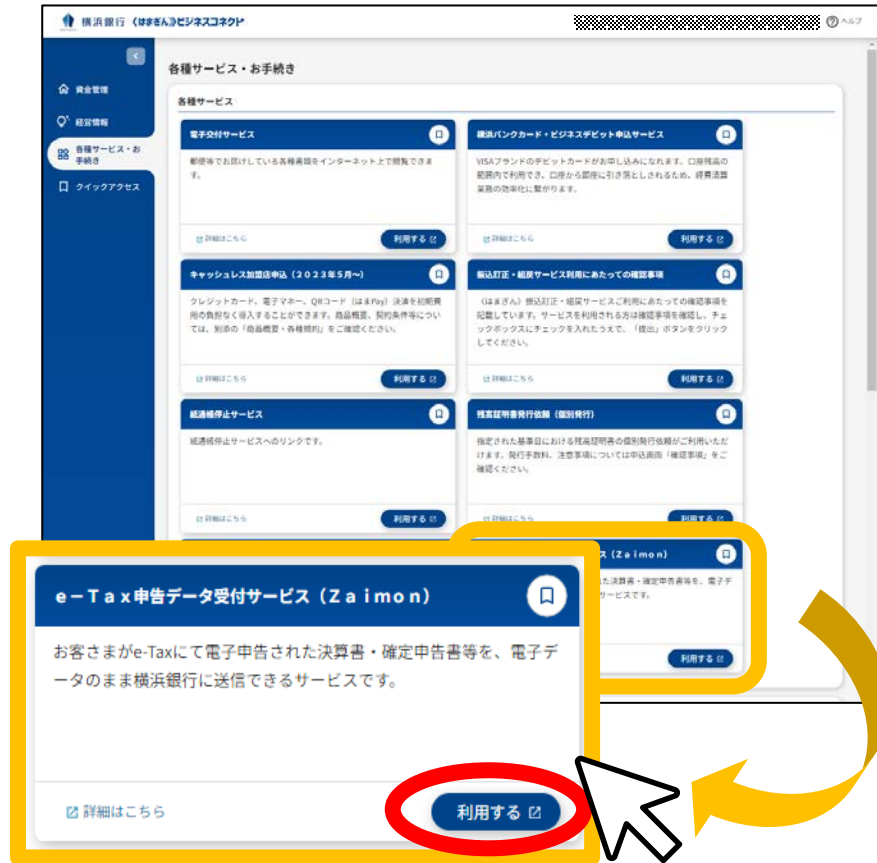 横浜銀行 〈はまぎん〉ビジネスコネクト
ヘルプ
資金管理
経営情報
各種サービス・お
手続き
クイックアクセス
各種サービス・お手続き
各種サービス
電子交付サービス
郵便等でお届けしている各種書類をインターネット上で閲覧できま
す。
詳細はこちら
利用する
横浜バンクカード・ビジネスデビット申込サービス
VISAブランドのデビットカードがお申し込みになれます。口座残高の
範囲内で利用でき、口座から即座に引き落としされるため、経費清算
業務の効率化に繋がります。
詳細はこちら
利用する
キャッシュレス加盟店申込（２０２３年５月〜）
クレジットカード、電子マネー、QRコード（はまPay）決済を初期費
用の負担なく導入することができます。商品概要、契約条件等につい
ては、別添の「商品概要・各種規約」をご確認ください。
詳細はこちら
利用する
振込訂正・組戻サービス利用にあたっての確認事項
〈はまぎん〉振込訂正・組戻サービスご利用にあたっての確認事項を
記載しています。サービスを利用される方は確認事項を確認し、チェ
ックボックスにチェックを入れたうえで、「提出」ボタンをクリック
してください。
詳細はこちら
利用する
紙通帳停止サービス
紙通帳停止サービスへのリンクです。
詳細はこちら
利用する
残高証明書発行依頼（個別発行）
指定された基準日における残高証明書の個別発行依頼がご利用いただ
けます。発行手数料、注意事項については申込画面「確認事項」をご
確認ください。
詳細はこちら
利用する
ス（Ｚａｉｍｏｎ）
た決算書・確定申告書等を、電子デ
サービスです。
利用する
ｅ－Ｔａｘ申告データ受付サービス（Ｚａｉｍｏｎ）
お客さまがe-Taxにて電子申告された決算書・確定申告書等を、電子デ
ータのまま横浜銀行に送信できるサービスです。
詳細はこちら
利用する